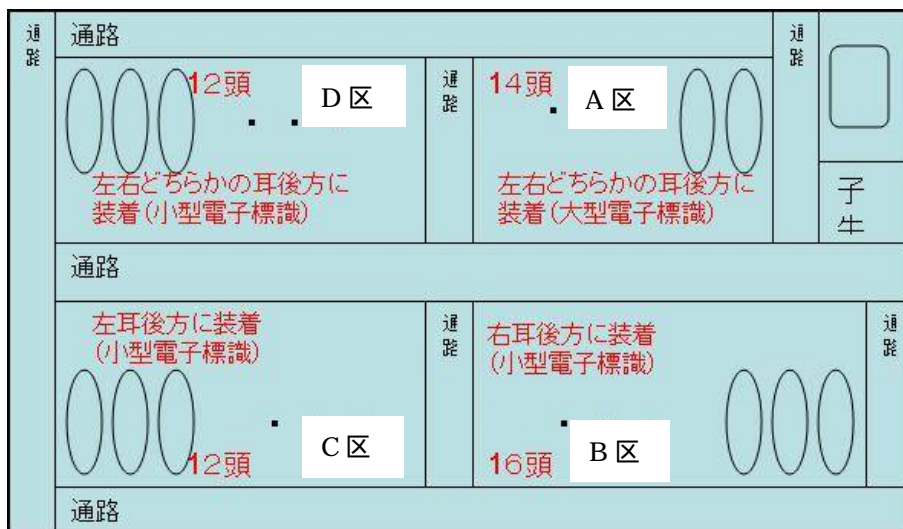 通路
通路
12頭
D区
左右どちらかの耳後方に
装着(小型電子標識)
通路
14頭
A区
左右どちらかの耳後方に
装着(大型電子標識)
通路
子牛
通路
左耳後方に装着
(小型電子標識)
12頭
C区
通路
右耳後方に装着
(小型電子標識)
16頭
B区
通路
通路